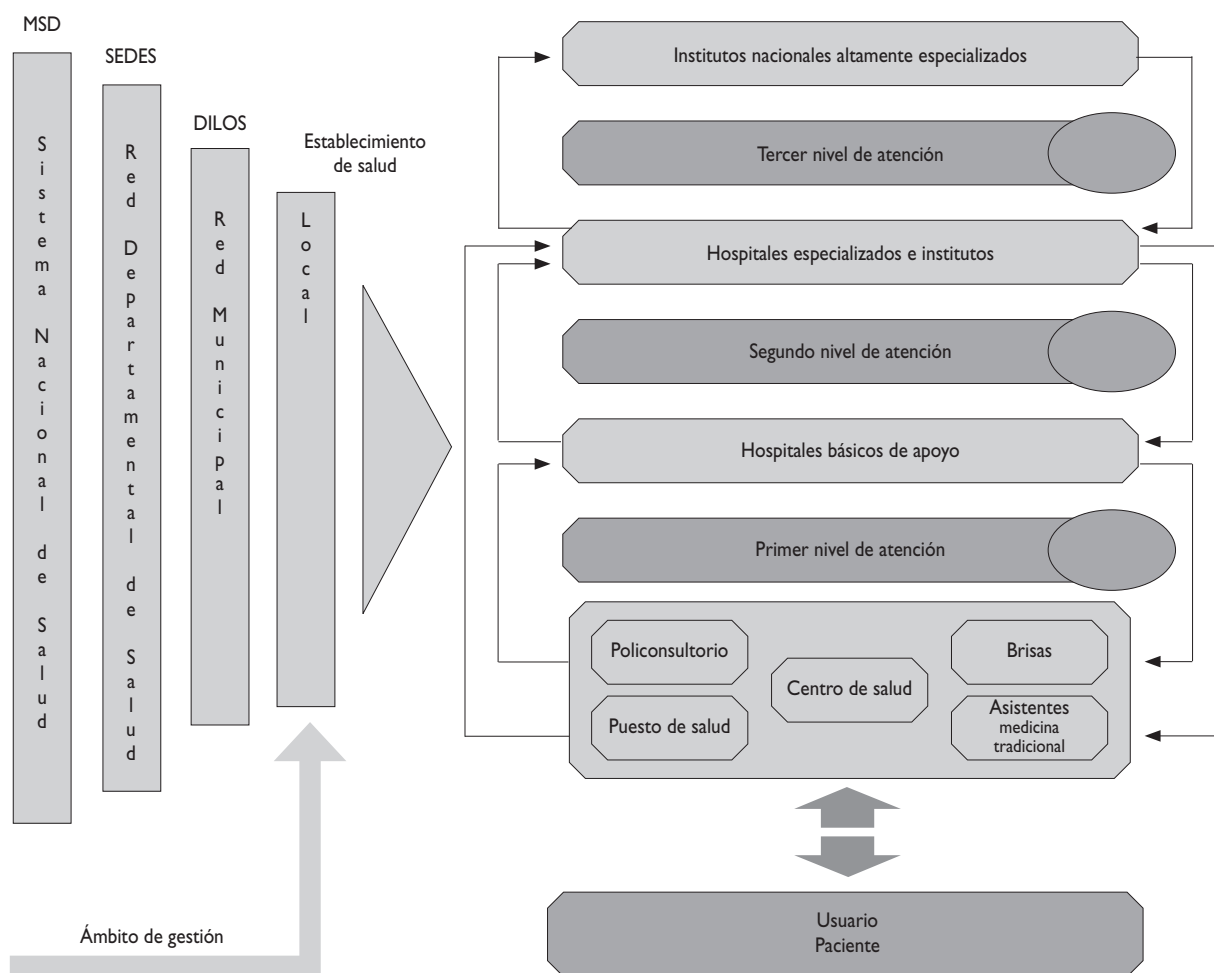 MSD
SEDES
DILOS
Establecimiento
de salud
Sistema Nacional de Salud
Red Departamental de Salud
Red Municipal
Local
Institutos nacionales altamente especializados
Tercer nivel de atención
Hospitales especializados e institutos
Segundo nivel de atención
Hospitales básicos de apoyo
Primer nivel de atención
Policonsultorio
Brisas
Centro de salud
Puesto de salud
Asistentes
medicina
tradicional
Ámbito de gestión
Usuario
Paciente